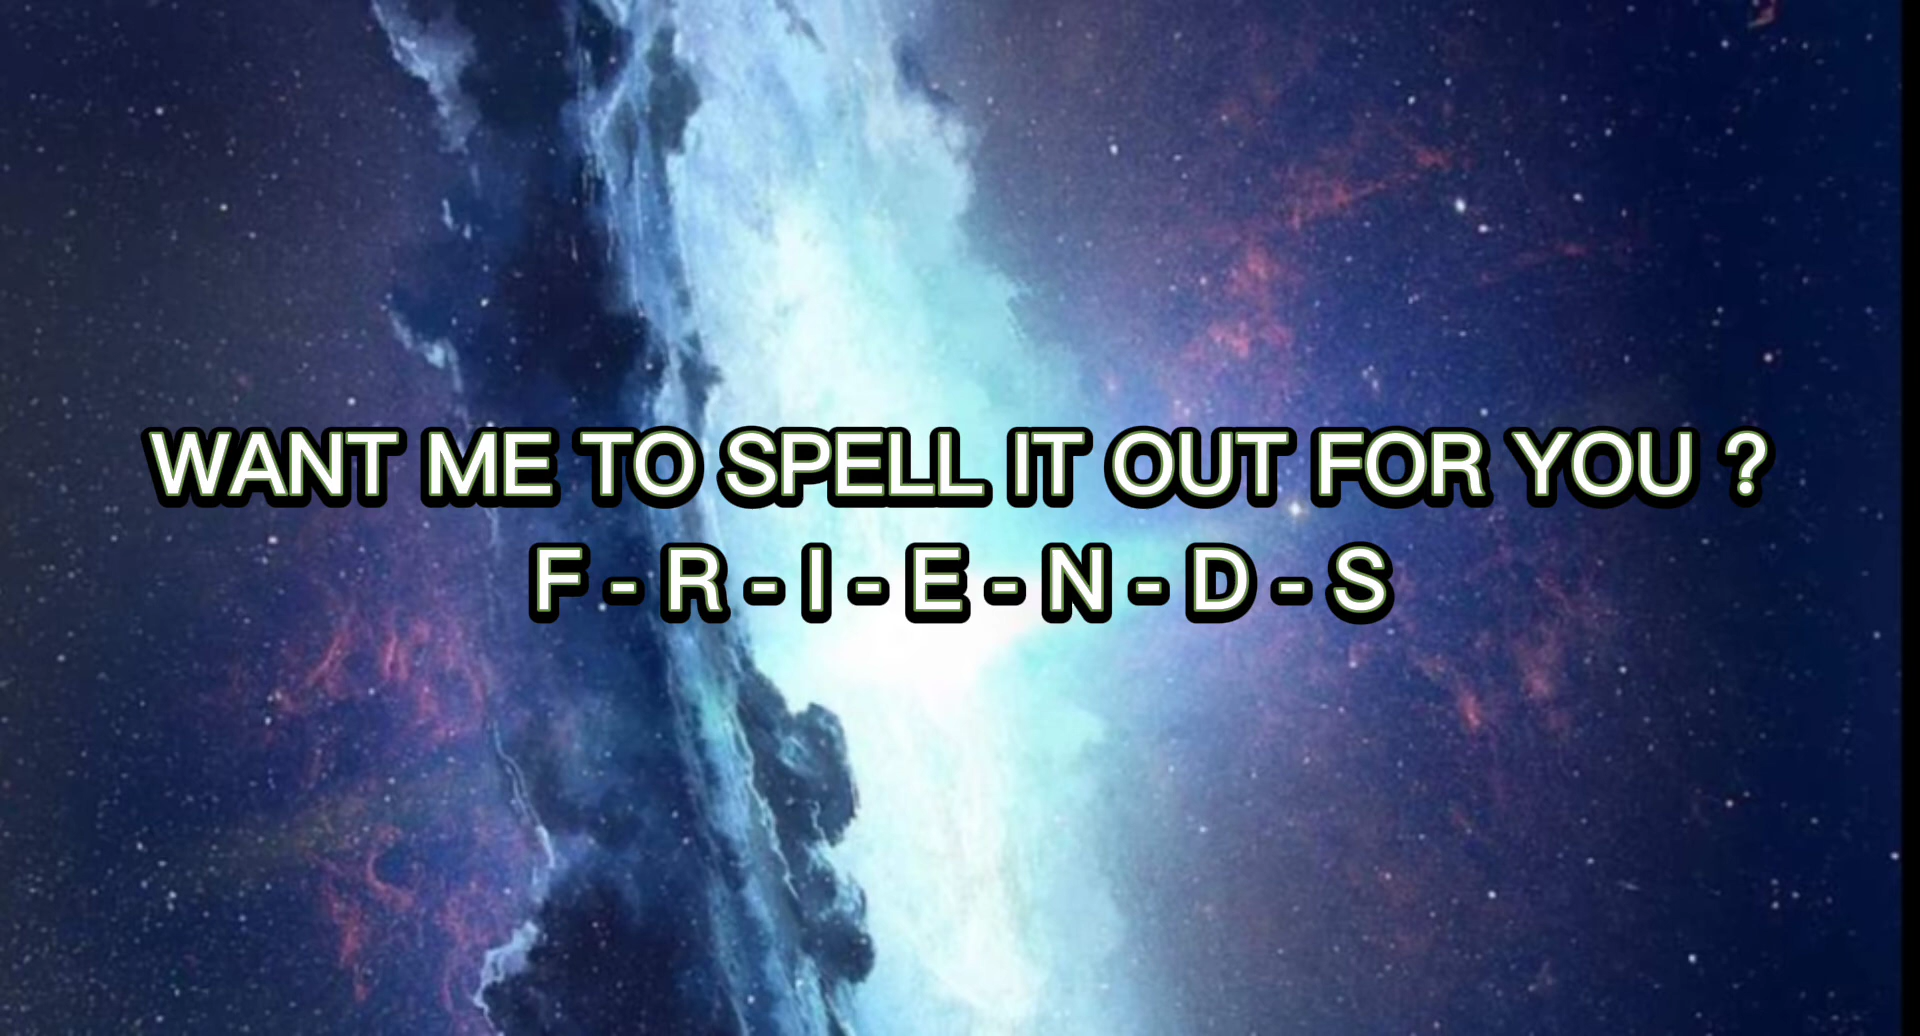 WANT ME TO SPELL IT OUT FOR YOU ?
F - R - I - E - N - D - S